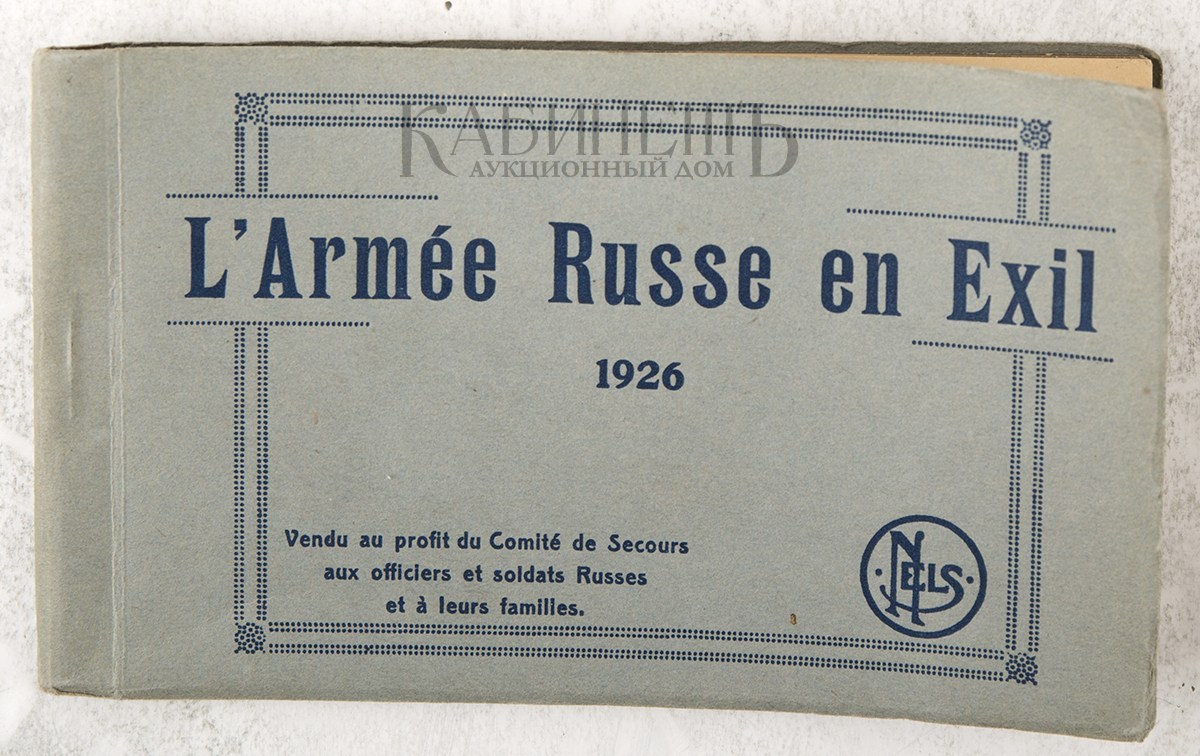 КАБИНЕТЪ
АУКЦИОННЫЙ ДОМ
L'Armée Russe en Exil
1926
Vendu au profit du Comité de Secours
aux officiers et soldats Russes
et à leurs familles.
NELS